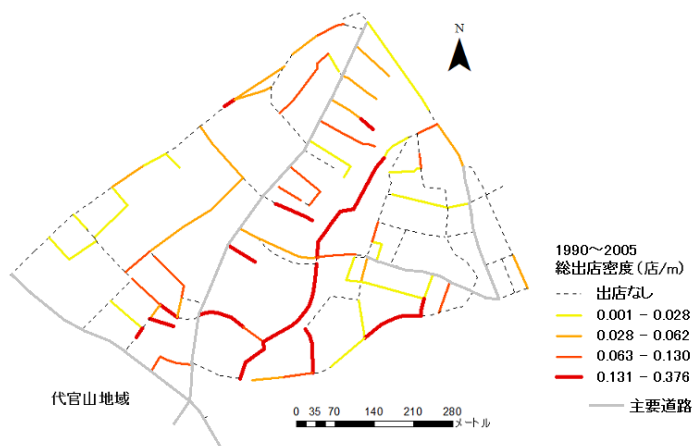 N
1990～2005
総出店密度(店/m)
出店なし
0.001 - 0.028
0.028 - 0.062
0.063 - 0.130
0.131 - 0.376
主要道路
代官山地域
0 35 70 140 210 280
メートル